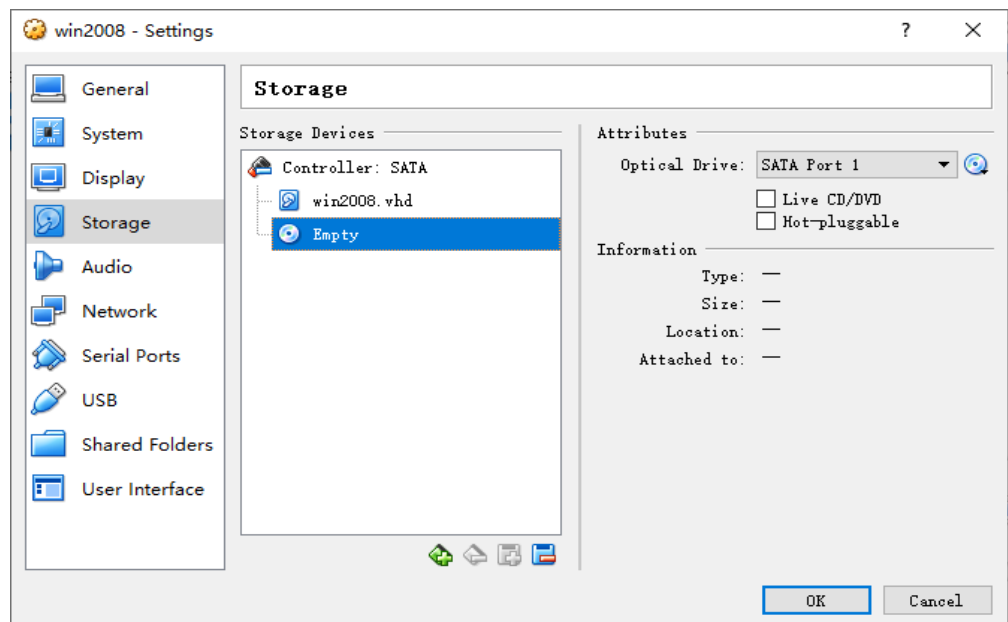 win2008 - Settings
?
General
System
Display
Storage
Audio
Network
Serial Ports
USB
Shared Folders
User Interface
Storage
Storage Devices
Controller: SATA
win2008.vhd
Empty
Attributes
Optical Drive: SATA Port 1
Live CD/DVD
Hot-pluggable
Information
Type: —
Size: —
Location: —
Attached to: —
OK Cancel